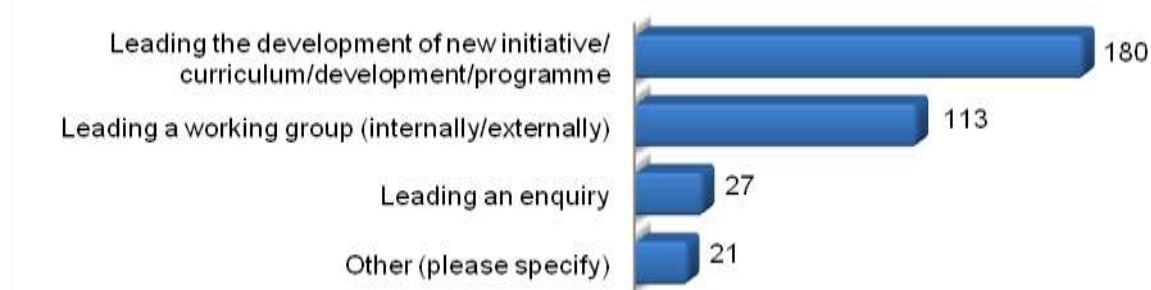 Leading the development of new initiative/
curriculum/development/programme
180
Leading a working group (internally/externally)
113
Leading an enquiry
27
Other (please specify)
21